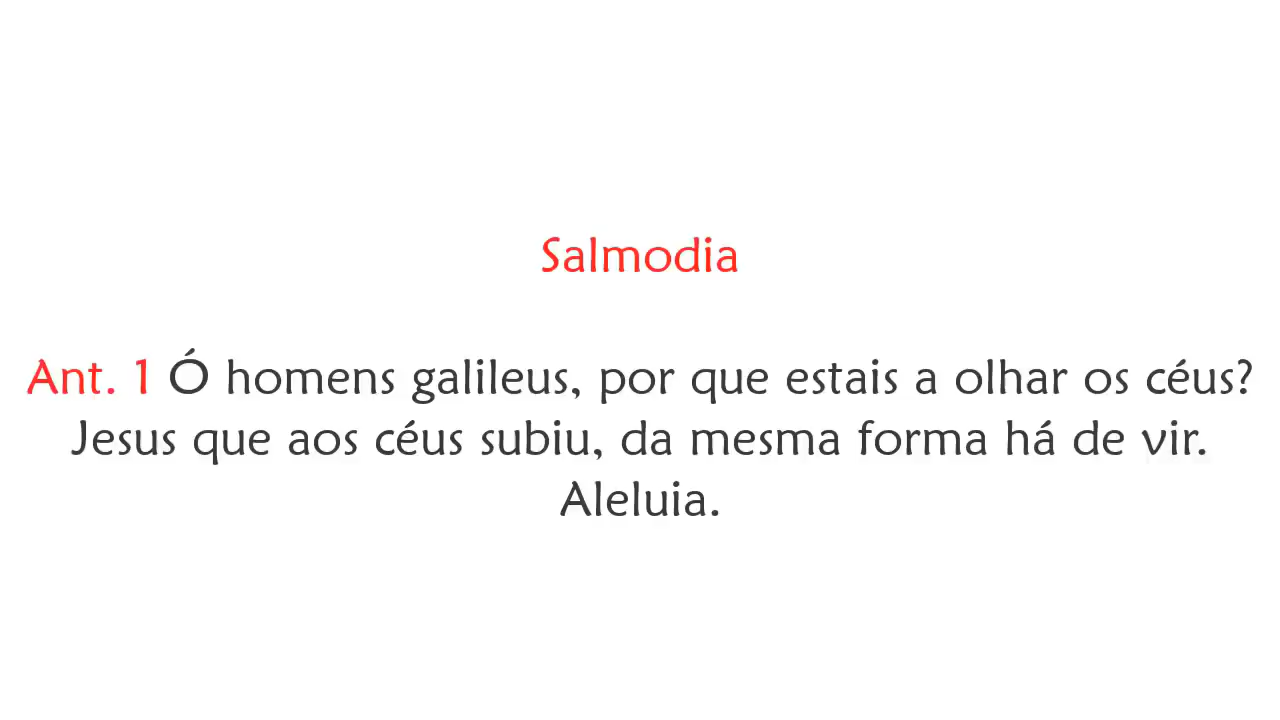 Salmodia
Ant. 1 Ó homens galileus, por que estais a olhar os céus?
Jesus que aos céus subiu, da mesma forma há de vir.
Aleluia.